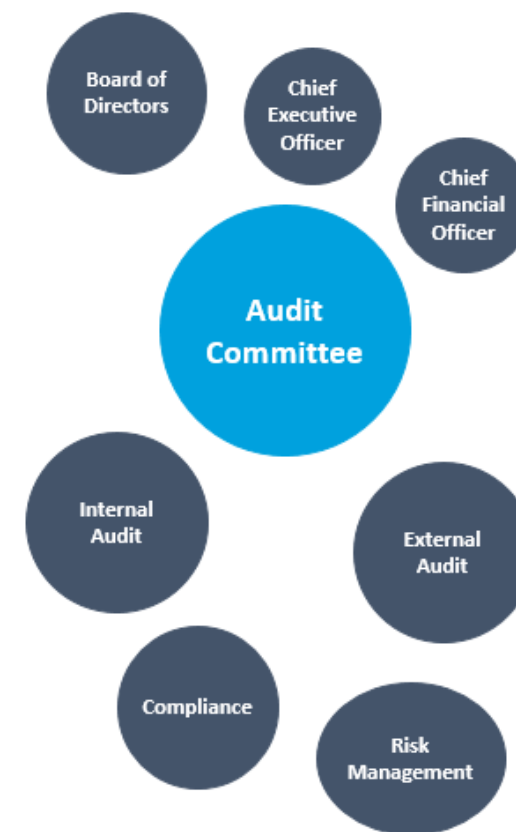 Board of
Directors
Chief
Executive
Officer
Chief
Financial
Officer
Audit
Committee
Internal
Audit
External
Audit
Compliance
Risk
Management